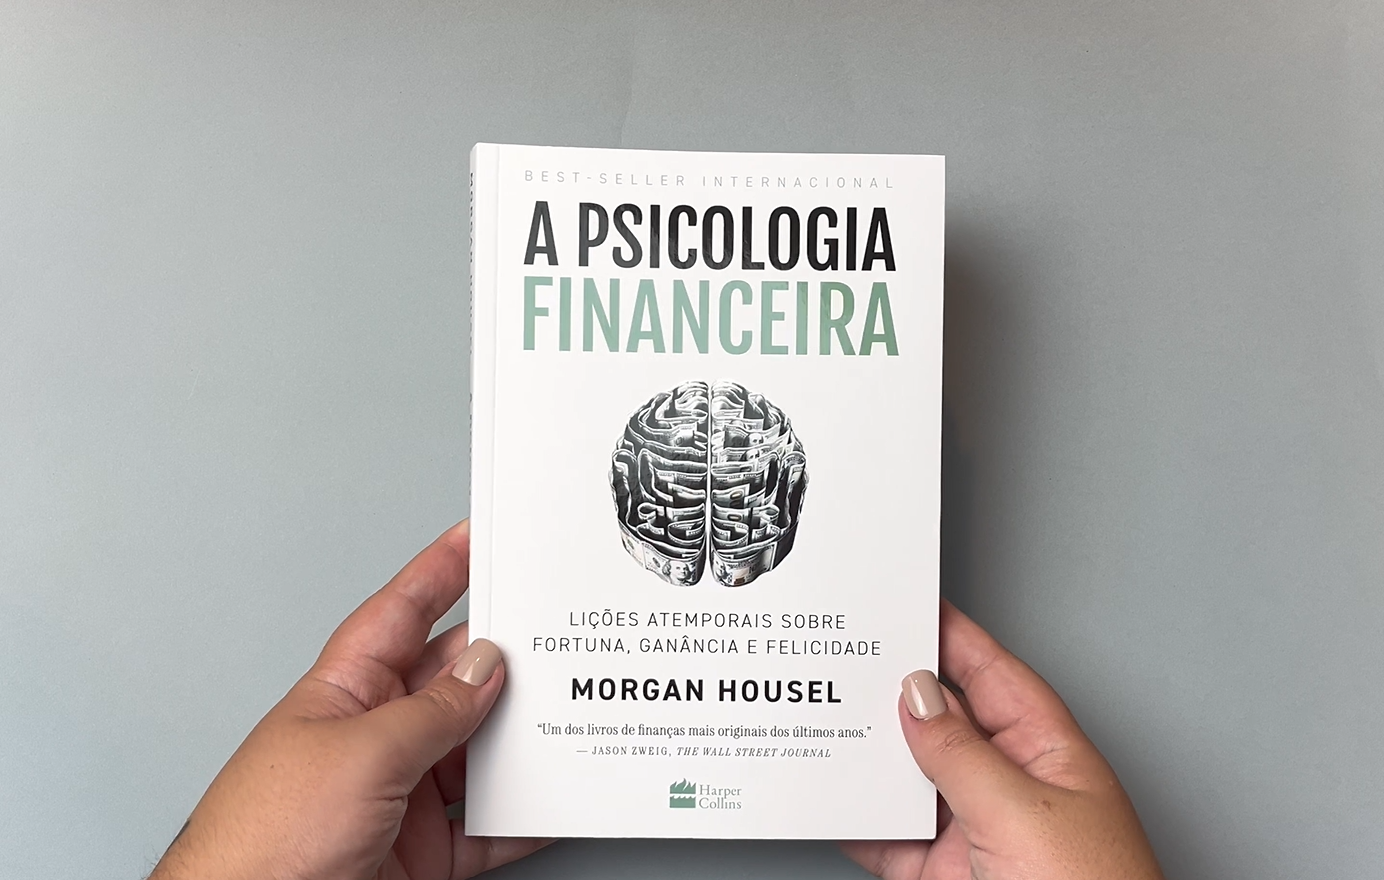 BEST-SELLER INTERNACIONAL
A PSICOLOGIA
FINANCEIRA
LIÇÕES ATEMPORAIS SOBRE
FORTUNA, GANÂNCIA E FELICIDADE
MORGAN HOUSEL
“Um dos livros de finanças mais originais dos últimos anos.”
— JASON ZWEIG, THE WALL STREET JOURNAL
Harper
Collins